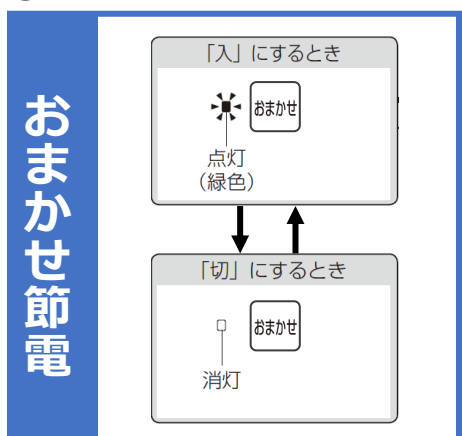 おまかせ節電
「入」にするとき
おまかせ
点灯
(緑色)
「切」にするとき
おまかせ
消灯